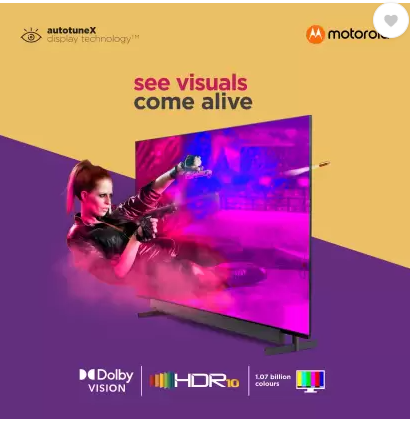 autotuneX
display technology™
motorola
see visuals
come alive
Dolby
VISION
HDR10
1.07 billion
colours